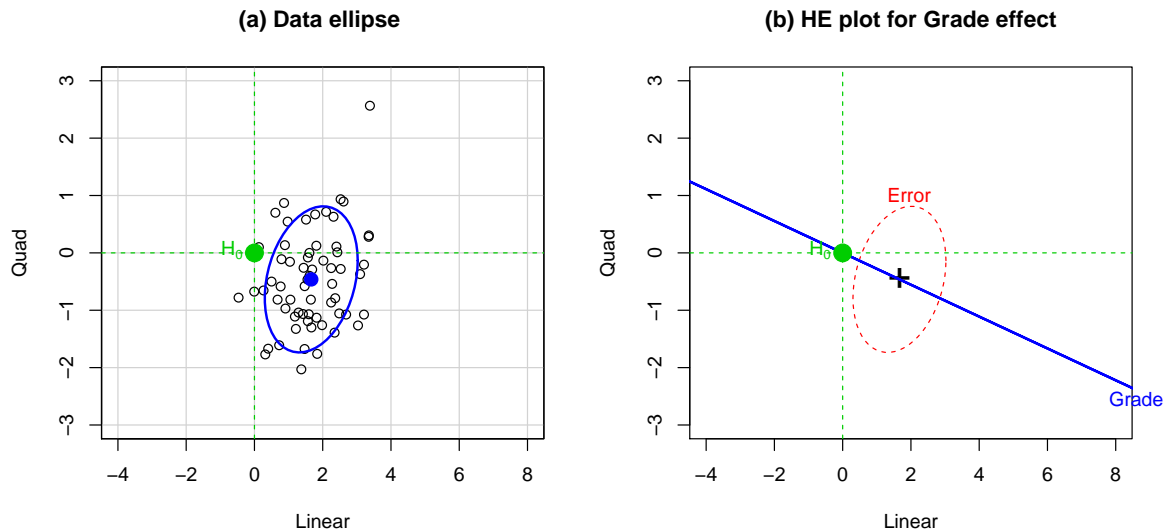 (a) Data ellipse
3
2
1
0
−1
−2
−3
Quad
H0
−4 −2 0 2 4 6 8
Linear
(b) HE plot for Grade effect
3
2
1
0
−1
−2
−3
Quad
Error
H0
Grade
−4 −2 0 2 4 6 8
Linear